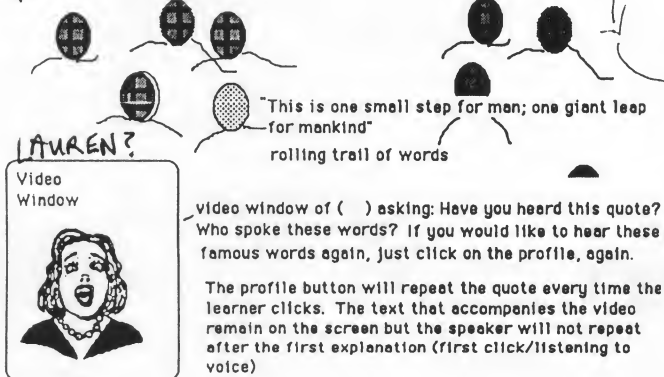 "This is one small step for man; one giant leap
for mankind"
rolling trail of words
LAUREN?
Video
Window
video window of ( ) asking: Have you heard this quote?
Who spoke these words? If you would like to hear these
famous words again, just click on the profile, again.
The profile button will repeat the quote every time the
learner clicks. The text that accompanies the video
remain on the screen but the speaker will not repeat
after the first explanation (first click/listening to
voice)